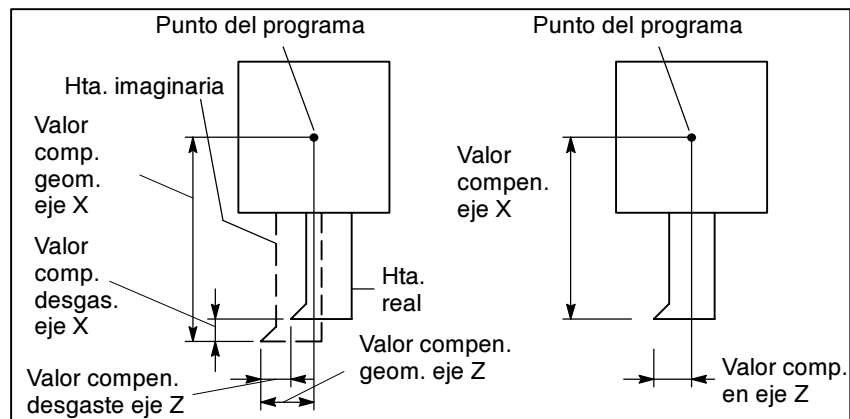 Punto del programa
Hta. imaginaria
Valor
comp.
geom.
eje X
Valor
comp.
desgas.
eje X
Hta.
real
Valor compen.
desgaste eje Z
Valor compen.
geom. eje Z
Punto del programa
Valor
compen.
eje X
Valor comp.
en eje Z